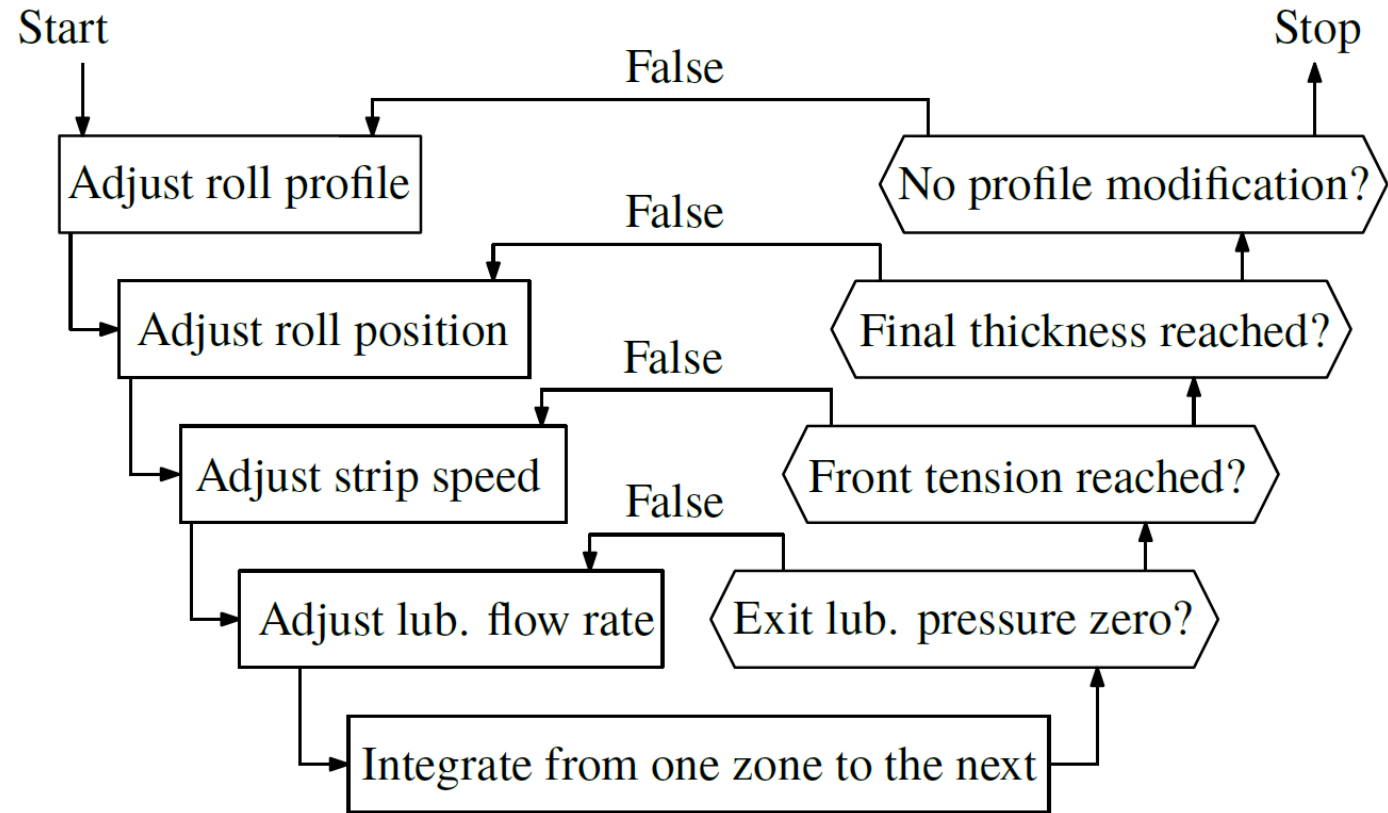 Start
Stop
False
Adjust roll profile
No profile modification?
False
Adjust roll position
Final thickness reached?
False
Adjust strip speed
Front tension reached?
False
Adjust lub. flow rate
Exit lub. pressure zero?
Integrate from one zone to the next